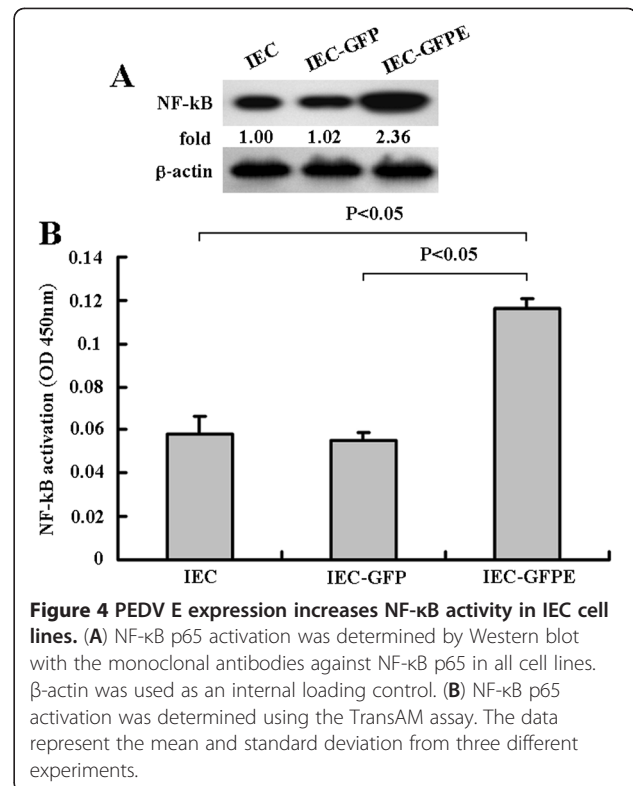 IEC IEC-GFP IEC-GFPE
A
NF-kB
fold 1.00 1.02 2.36
β-actin
B
P<0.05
P<0.05
NF-kB activation (OD 450nm)
0.14
0.12
0.1
0.08
0.06
0.04
0.02
0
IEC IEC-GFP IEC-GFPE
Figure 4 PEDV E expression increases NF-κB activity in IEC cell
lines. (A) NF-κB p65 activation was determined by Western blot
with the monoclonal antibodies against NF-κB p65 in all cell lines.
β-actin was used as an internal loading control. (B) NF-κB p65
activation was determined using the TransAM assay. The data
represent the mean and standard deviation from three different
experiments.